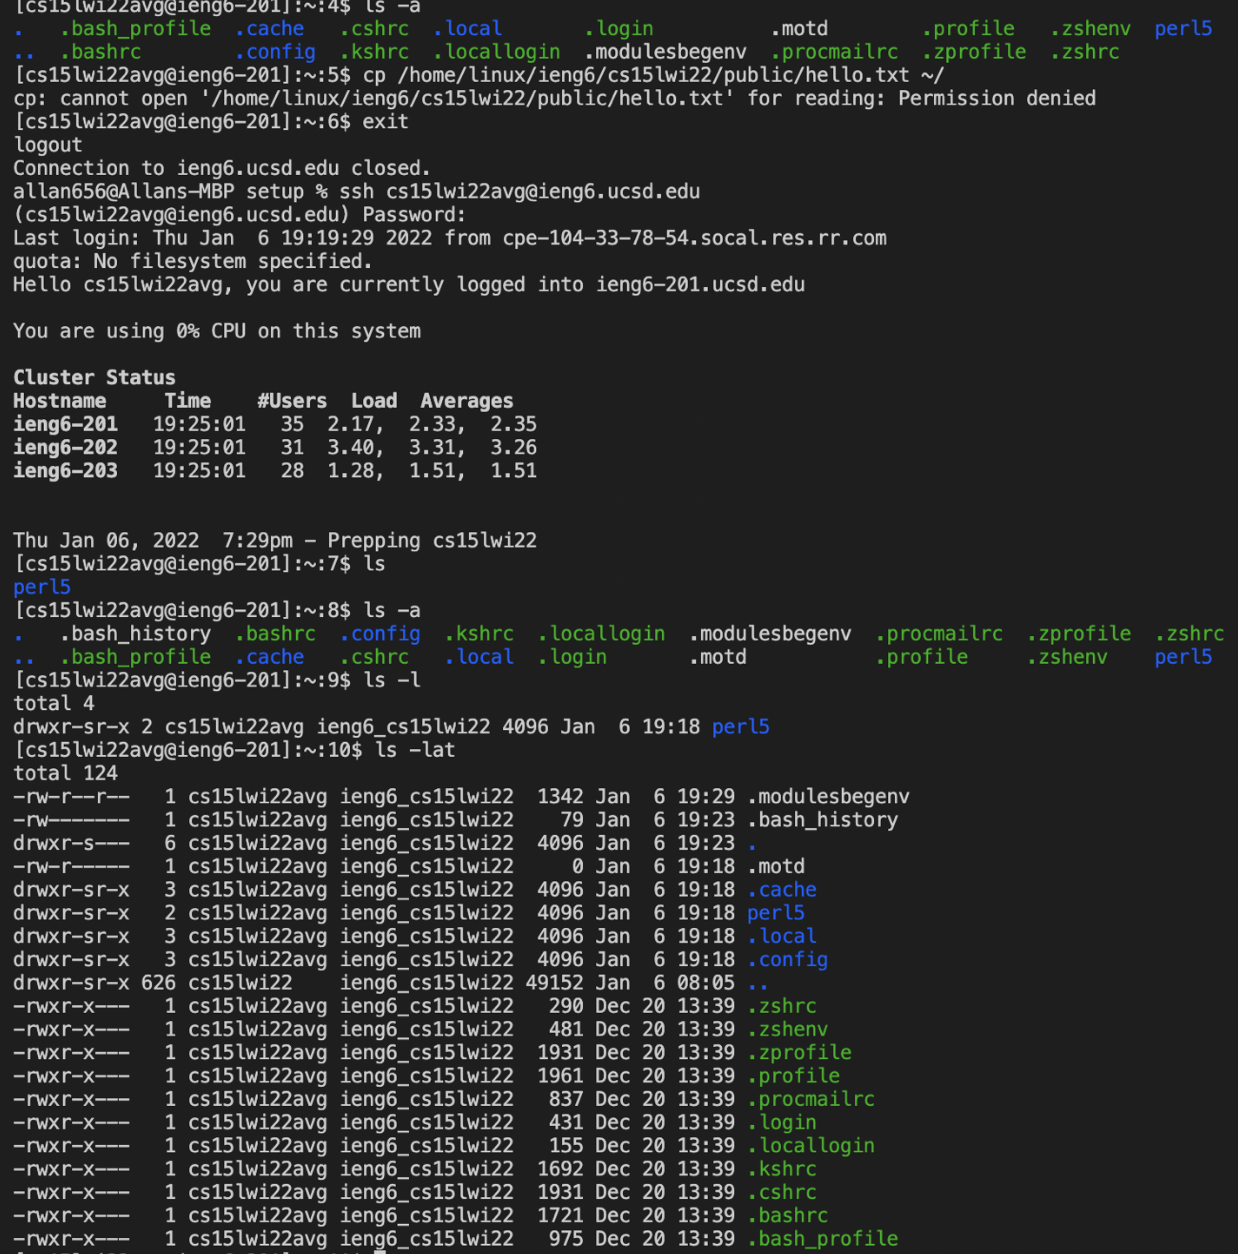 [cs15lwi22avg@ieng6-201]:~:4$ ls -a
.   .bash_profile  .cache   .cshrc  .local       .login          .motd        .profile   .zshenv  perl5
..  .bashrc        .config  .kshrc  .locallogin  .modulesbegenv  .procmailrc  .zprofile  .zshrc
[cs15lwi22avg@ieng6-201]:~:5$ cp /home/linux/ieng6/cs15lwi22/public/hello.txt ~/
cp: cannot open '/home/linux/ieng6/cs15lwi22/public/hello.txt' for reading: Permission denied
[cs15lwi22avg@ieng6-201]:~:6$ exit
logout
Connection to ieng6.ucsd.edu closed.
allan656@Allans-MBP setup % ssh cs15lwi22avg@ieng6.ucsd.edu
(cs15lwi22avg@ieng6.ucsd.edu) Password:
Last login: Thu Jan  6 19:19:29 2022 from cpe-104-33-78-54.socal.res.rr.com
quota: No filesystem specified.
Hello cs15lwi22avg, you are currently logged into ieng6-201.ucsd.edu
You are using 0% CPU on this system
Cluster Status
Hostname     Time    #Users  Load  Averages
ieng6-201   19:25:01   35  2.17,  2.33,  2.35
ieng6-202   19:25:01   31  3.40,  3.31,  3.26
ieng6-203   19:25:01   28  1.28,  1.51,  1.51
Thu Jan 06, 2022  7:29pm - Prepping cs15lwi22
[cs15lwi22avg@ieng6-201]:~:7$ ls
perl5
[cs15lwi22avg@ieng6-201]:~:8$ ls -a
.   .bash_history  .bashrc  .config  .kshrc  .locallogin  .modulesbegenv  .procmailrc  .zprofile  .zshrc
..  .bash_profile  .cache   .cshrc   .local  .login       .motd           .profile     .zshenv    perl5
[cs15lwi22avg@ieng6-201]:~:9$ ls -l
total 4
drwxr-sr-x 2 cs15lwi22avg ieng6_cs15lwi22 4096 Jan  6 19:18 perl5
[cs15lwi22avg@ieng6-201]:~:10$ ls -lat
total 124
-rw-r--r--   1 cs15lwi22avg ieng6_cs15lwi22  1342 Jan  6 19:29 .modulesbegenv
-rw-------   1 cs15lwi22avg ieng6_cs15lwi22    79 Jan  6 19:23 .bash_history
drwxr-s---   6 cs15lwi22avg ieng6_cs15lwi22  4096 Jan  6 19:23 .
-rw-r-----   1 cs15lwi22avg ieng6_cs15lwi22     0 Jan  6 19:18 .motd
drwxr-sr-x   3 cs15lwi22avg ieng6_cs15lwi22  4096 Jan  6 19:18 .cache
drwxr-sr-x   2 cs15lwi22avg ieng6_cs15lwi22  4096 Jan  6 19:18 perl5
drwxr-sr-x   3 cs15lwi22avg ieng6_cs15lwi22  4096 Jan  6 19:18 .local
drwxr-sr-x   3 cs15lwi22avg ieng6_cs15lwi22  4096 Jan  6 19:18 .config
drwxr-sr-x 626 cs15lwi22    ieng6_cs15lwi22 49152 Jan  6 08:05 ..
-rwxr-x---   1 cs15lwi22avg ieng6_cs15lwi22   290 Dec 20 13:39 .zshrc
-rwxr-x---   1 cs15lwi22avg ieng6_cs15lwi22   481 Dec 20 13:39 .zshenv
-rwxr-x---   1 cs15lwi22avg ieng6_cs15lwi22  1931 Dec 20 13:39 .zprofile
-rwxr-x---   1 cs15lwi22avg ieng6_cs15lwi22  1961 Dec 20 13:39 .profile
-rwxr-x---   1 cs15lwi22avg ieng6_cs15lwi22   837 Dec 20 13:39 .procmailrc
-rwxr-x---   1 cs15lwi22avg ieng6_cs15lwi22   431 Dec 20 13:39 .login
-rwxr-x---   1 cs15lwi22avg ieng6_cs15lwi22   155 Dec 20 13:39 .locallogin
-rwxr-x---   1 cs15lwi22avg ieng6_cs15lwi22  1692 Dec 20 13:39 .kshrc
-rwxr-x---   1 cs15lwi22avg ieng6_cs15lwi22  1931 Dec 20 13:39 .cshrc
-rwxr-x---   1 cs15lwi22avg ieng6_cs15lwi22  1721 Dec 20 13:39 .bashrc
-rwxr-x---   1 cs15lwi22avg ieng6_cs15lwi22   975 Dec 20 13:39 .bash_profile